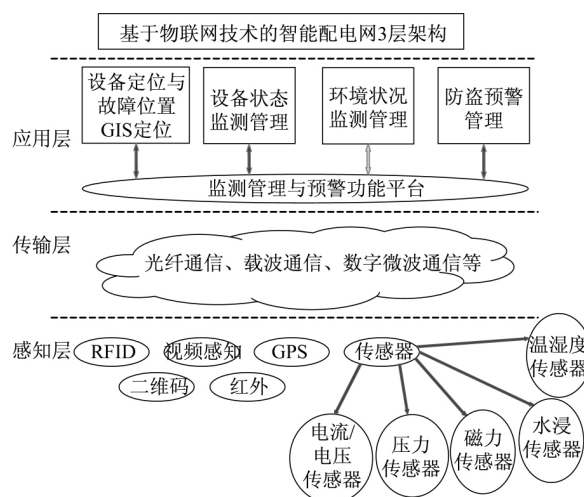 基于物联网技术的智能配电网3层架构
设备定位与
故障位置
GIS定位
设备状态
监测管理
环境状况
监测管理
防盗预警
管理
应用层
监测管理与预警功能平台
传输层
光纤通信、载波通信、数字微波通信等
感知层
RFID
视频感知
GPS
传感器
温湿度
传感器
二维码
红外
电流/
电压
传感器
压力
传感器
磁力
传感器
水浸
传感器